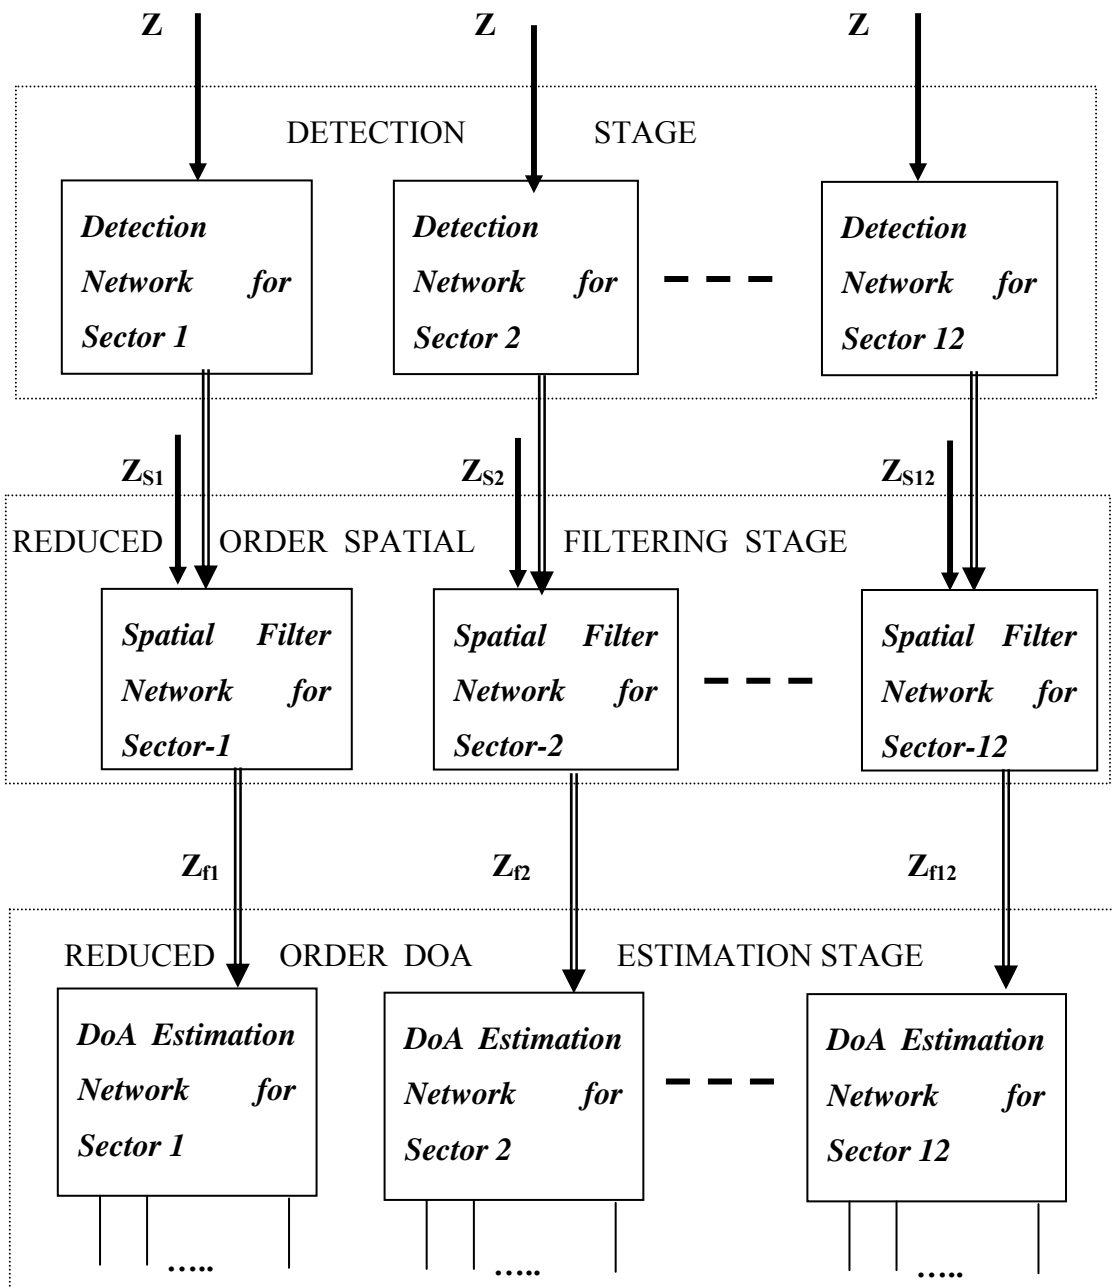 Z Z Z
DETECTION STAGE
Detection
Network for
Sector 1
Detection
Network for
Sector 2
Detection
Network for
Sector 12
Z_S1 Z_S2 Z_S12
REDUCED ORDER SPATIAL FILTERING STAGE
Spatial Filter
Network for
Sector-1
Spatial Filter
Network for
Sector-2
Spatial Filter
Network for
Sector-12
Z_f1 Z_f2 Z_f12
REDUCED ORDER DOA ESTIMATION STAGE
DoA Estimation
Network for
Sector 1
DoA Estimation
Network for
Sector 2
DoA Estimation
Network for
Sector 12
..... ..... .....